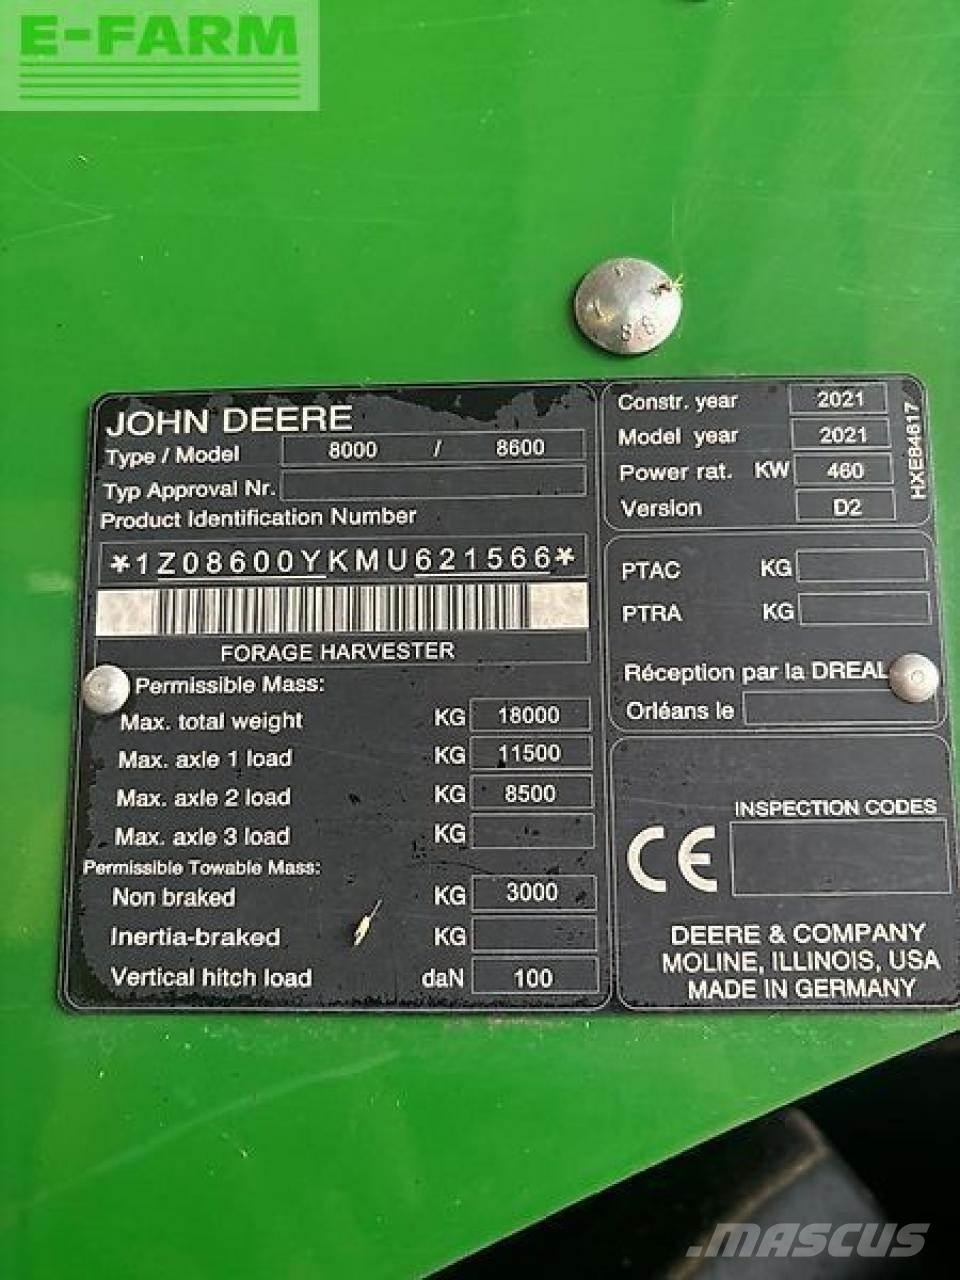 E-FARM
8.8
JOHN DEERE
Type / Model 8000 / 8600
Typ Approval Nr.
Product Identification Number
*1Z08600YKMU621566*
FORAGE HARVESTER
Permissible Mass:
Max. total weight KG 18000
Max. axle 1 load KG 11500
Max. axle 2 load KG 8500
Max. axle 3 load KG
Permissible Towable Mass:
Non braked KG 3000
Inertia-braked KG
Vertical hitch load daN 100
Constr. year 2021
Model year 2021
Power rat. KW 460
Version D2
HXE84817
PTAC KG
PTRA KG
Réception par la DREAL
Orléans le
INSPECTION CODES
CE
DEERE & COMPANY
MOLINE, ILLINOIS, USA
MADE IN GERMANY
MASCUS